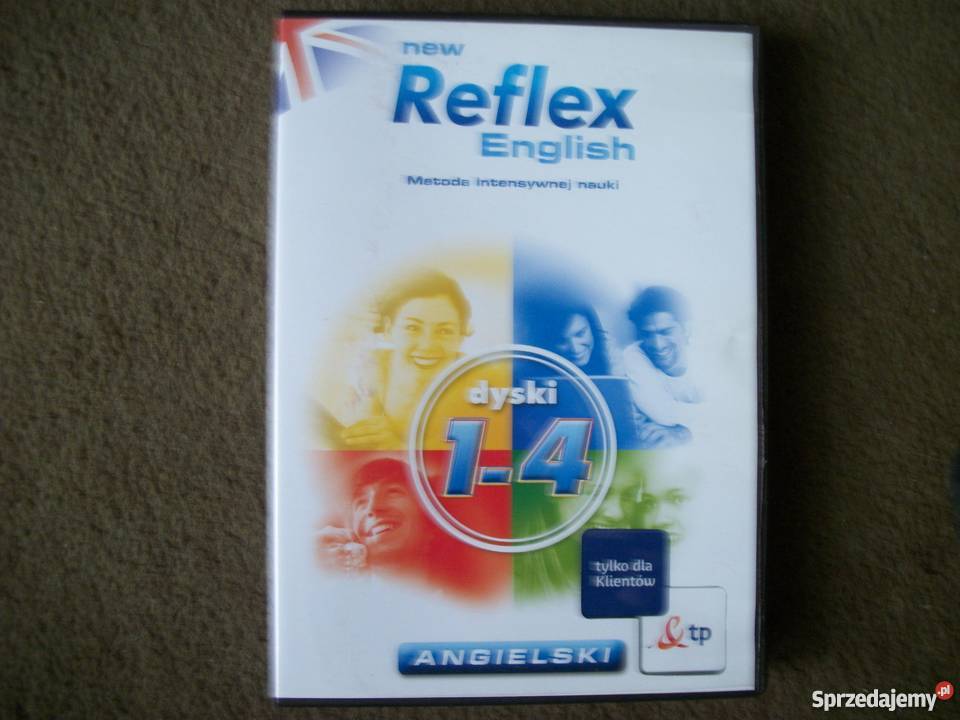 new
Reflex
English
Metoda intensywnej nauki
dyski
1-4
tylko dla
Klientów
tp
ANGIELSKI
Sprzedajemy.pl